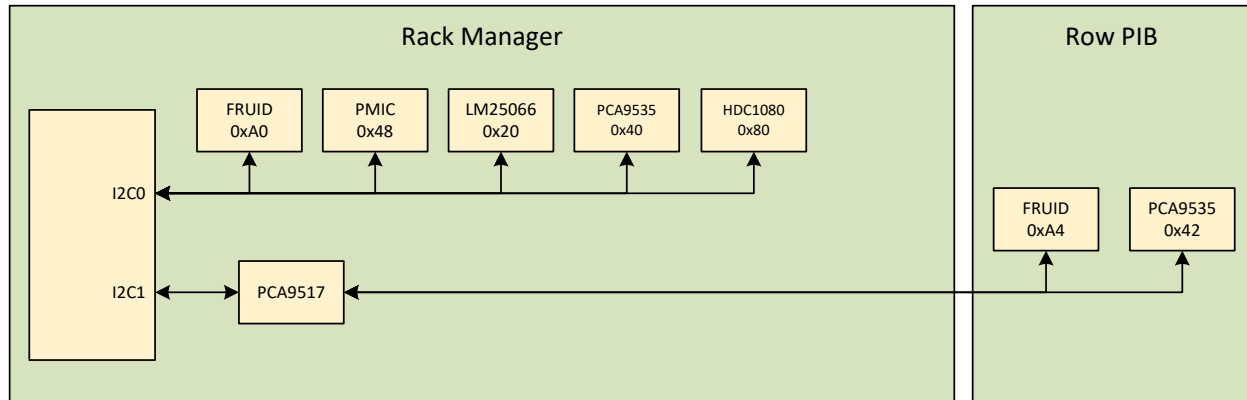 Rack Manager
Row PIB
FRUID
0xA0
PMIC
0x48
LM25066
0x20
PCA9535
0x40
HDC1080
0x80
I2C0
FRUID
0xA4
PCA9535
0x42
I2C1
PCA9517